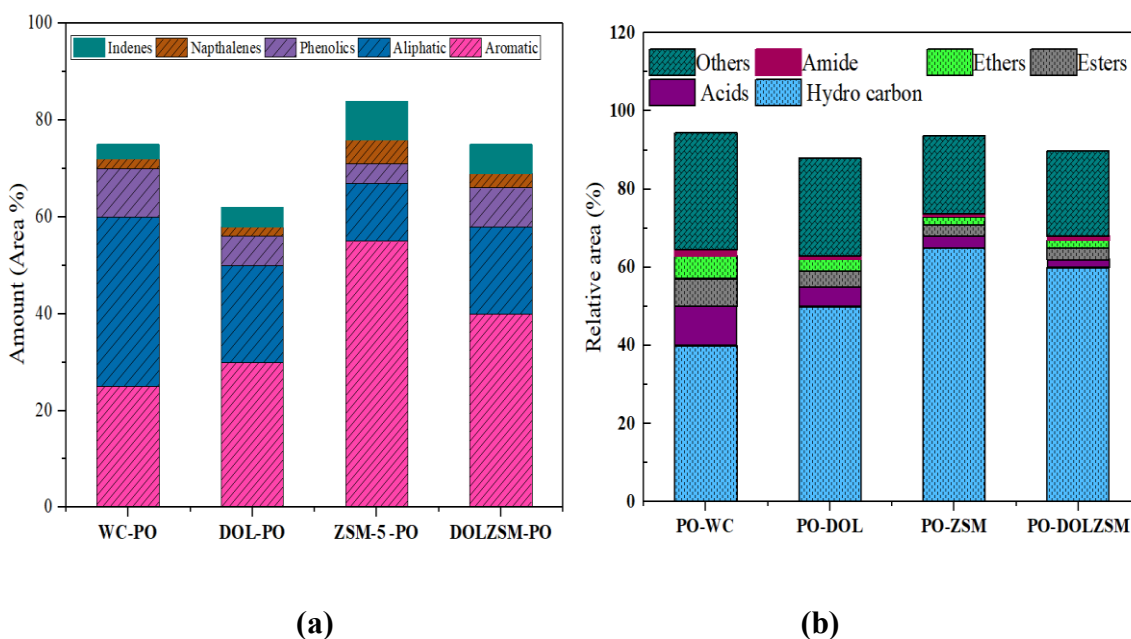 100
80
60
40
20
0
Amount (Area %)
Indenes Napthalenes Phenolics Aliphatic Aromatic
WC-PO DOL-PO ZSM-5 -PO DOLZSM-PO
(a)
120
100
80
60
40
20
0
Relative area (%)
Others Amide Ethers Esters
Acids Hydro carbon
PO-WC PO-DOL PO-ZSM PO-DOLZSM
(b)